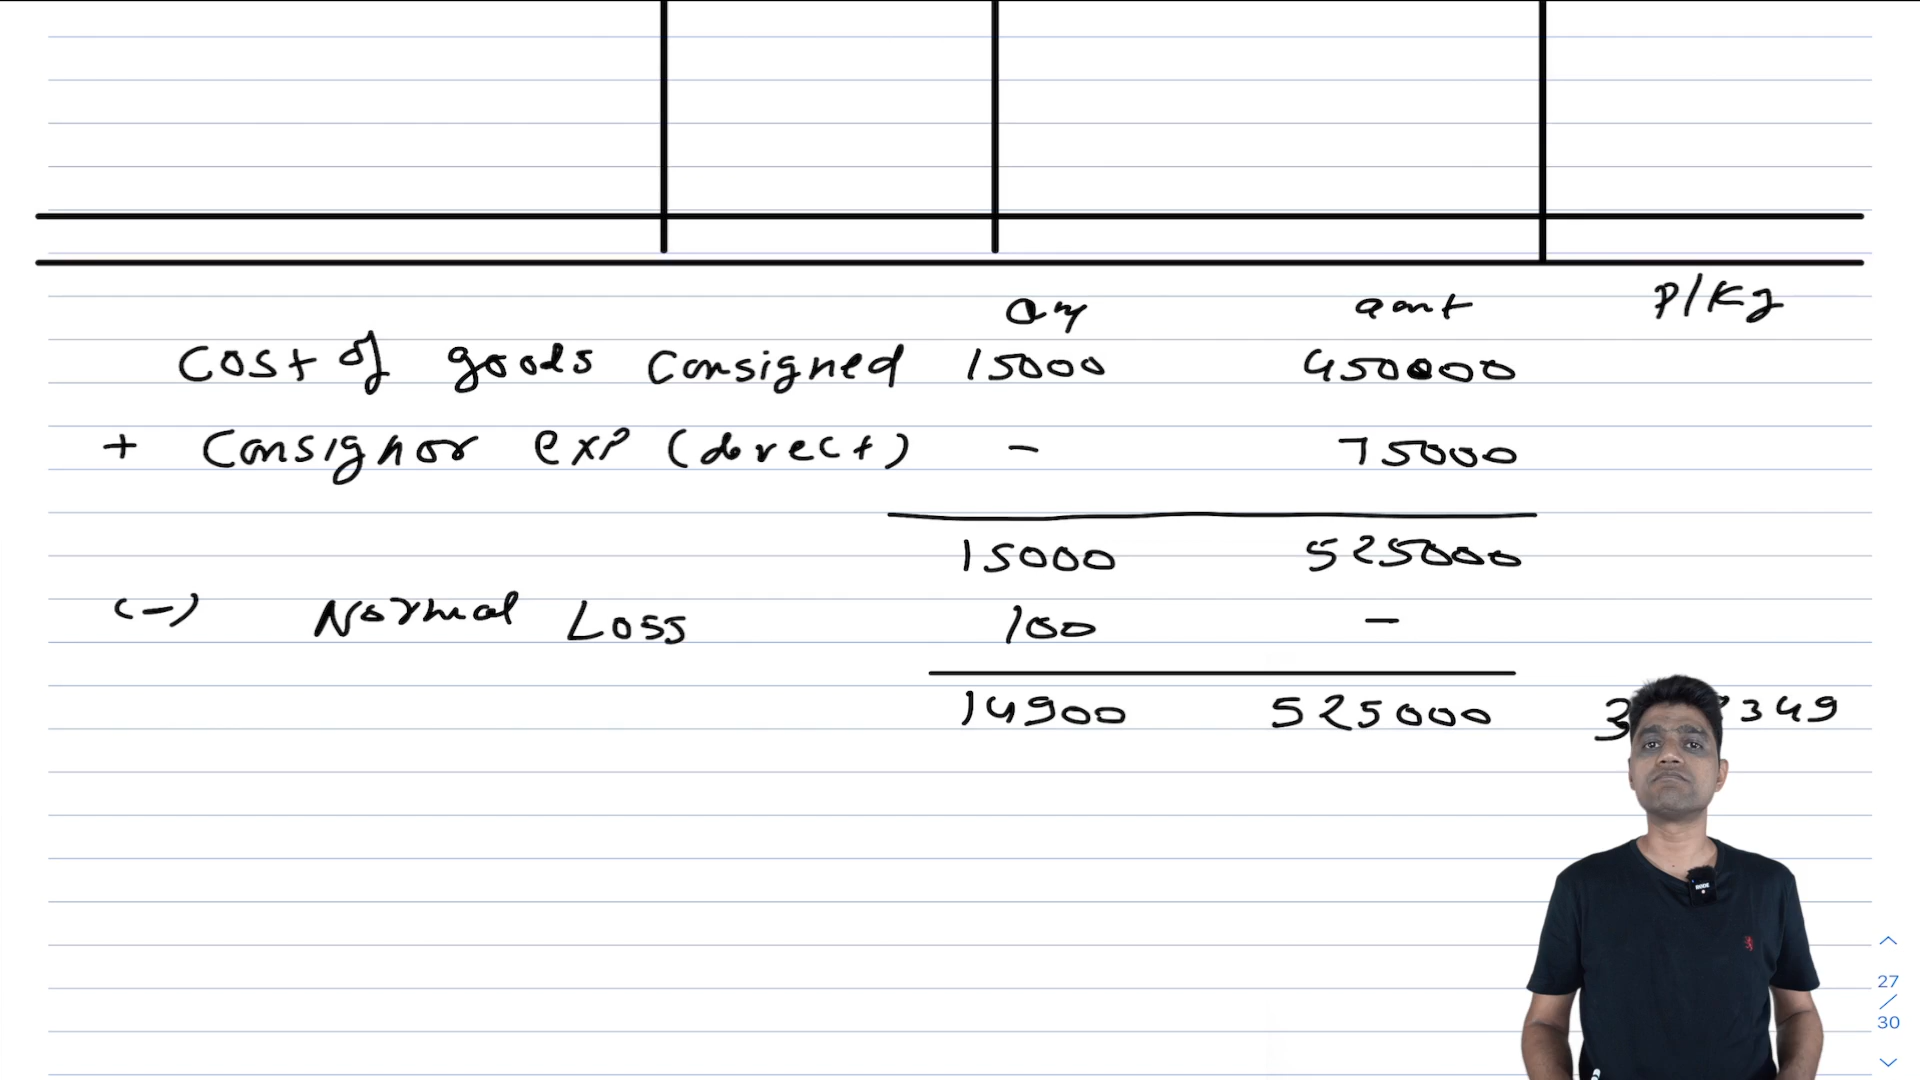 Qty amt P/Kg
Cost of goods Consigned 15000 450000
+ Consignor exp (direct) - 75000
15000 525000
(-) Normal Loss 100 -
14900 525000
RODE
27
/
30